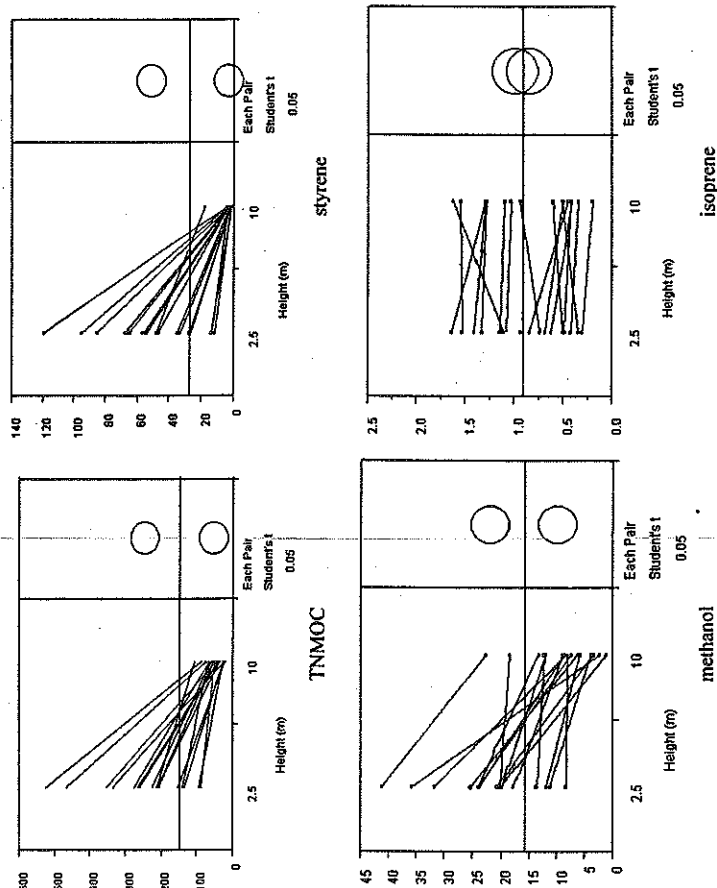 100
0
2.5
10
Height (m)
Each Pair
Student's t
0.05
TNMOC
140
120
100
80
60
40
20
0
2.5
10
Height (m)
Each Pair
Student's t
0.05
styrene
45
40
35
30
25
20
15
10
5
0
2.5
10
Height (m)
Each Pair
Student's t
0.05
methanol
2.5
2.0
1.5
1.0
0.5
0.0
2.5
10
Height (m)
Each Pair
Student's t
0.05
isoprene